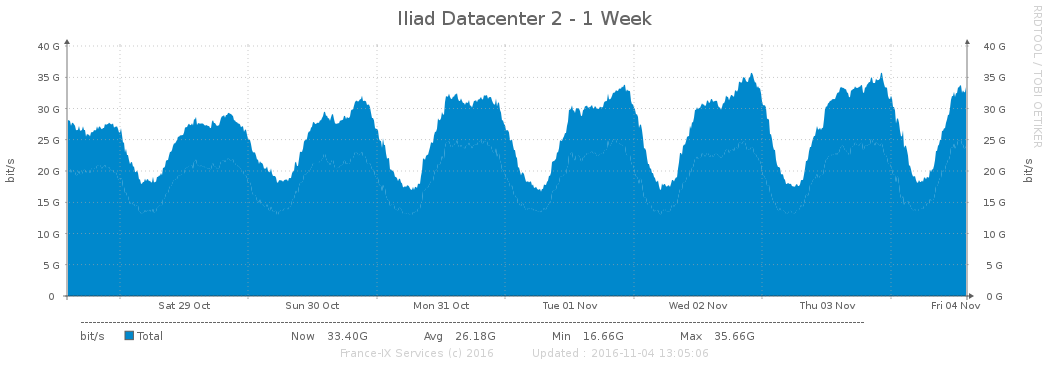 Iliad Datacenter 2 - 1 Week
RRDTOOL / TOBI OETIKER
bit/s
40 G 40 G
35 G 35 G
30 G 30 G
25 G 25 G
20 G 20 G
15 G 15 G
10 G 10 G
5 G 5 G
0 0 G
bit/s
Sat 29 Oct Sun 30 Oct Mon 31 Oct Tue 01 Nov Wed 02 Nov Thu 03 Nov Fri 04 Nov
bit/s Total Now 33.40G Avg 26.18G Min 16.66G Max 35.66G
France-IX Services (c) 2016 Updated : 2016-11-04 13:05:06